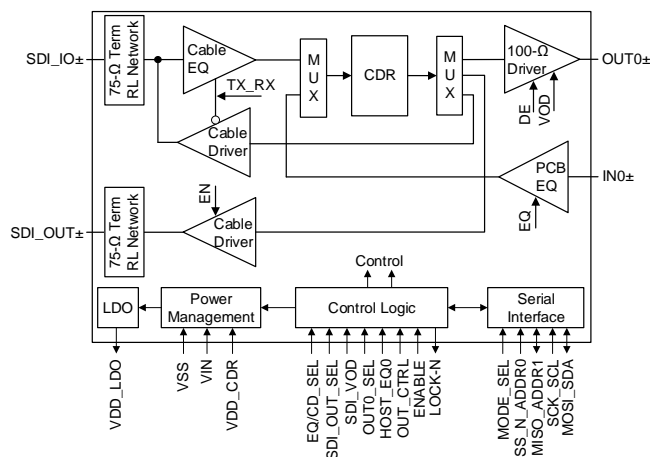 SDI_IO±
75-Ω Term
RL Network
Cable
EQ
TX_RX
Cable
Driver
MUX
CDR
MUX
100-Ω
Driver
OUT0±
DE
VOD
PCB
EQ
IN0±
EQ
SDI_OUT±
75-Ω Term
RL Network
EN
Cable
Driver
Control
LDO
Power
Management
Control Logic
Serial
Interface
VDD_LDO
VSS
VIN
VDD_CDR
EQ/CD_SEL
SDI_OUT_SEL
SDI_VOD
OUT0_SEL
HOST_EQ0
OUT_CTRL
ENABLE
LOCK-N
MODE_SEL
SS_N_ADDR0
MISO_ADDR1
SCK_SCL
MOSI_SDA